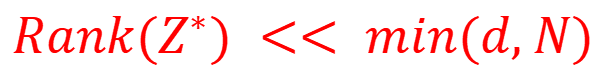 Rank(Z*) << min(d, N)